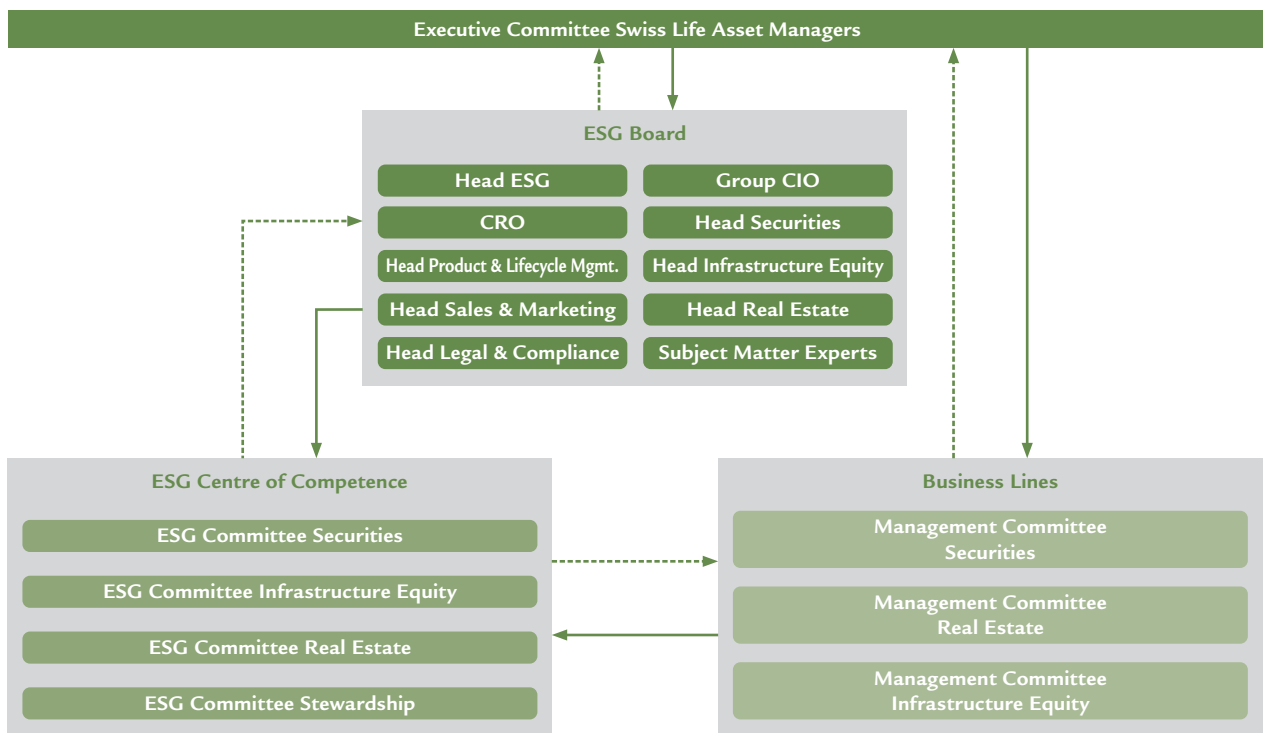 Executive Committee Swiss Life Asset Managers
ESG Board
Head ESG
Group CIO
CRO
Head Securities
Head Product & Lifecycle Mgmt.
Head Infrastructure Equity
Head Sales & Marketing
Head Real Estate
Head Legal & Compliance
Subject Matter Experts
ESG Centre of Competence
ESG Committee Securities
ESG Committee Infrastructure Equity
ESG Committee Real Estate
ESG Committee Stewardship
Business Lines
Management Committee
Securities
Management Committee
Real Estate
Management Committee
Infrastructure Equity